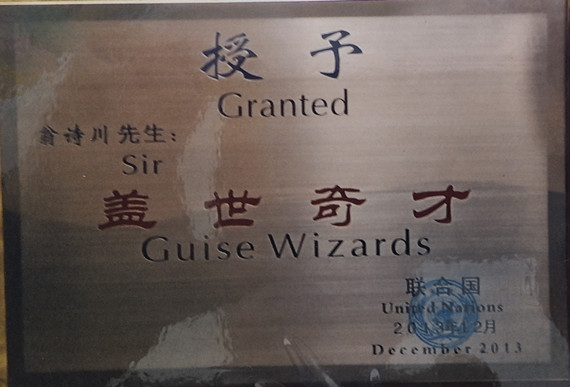 授予
Granted
翁诗川先生：
Sir
盖世奇才
Guise Wizards
联合国
United Nations
2013年12月
December 2013